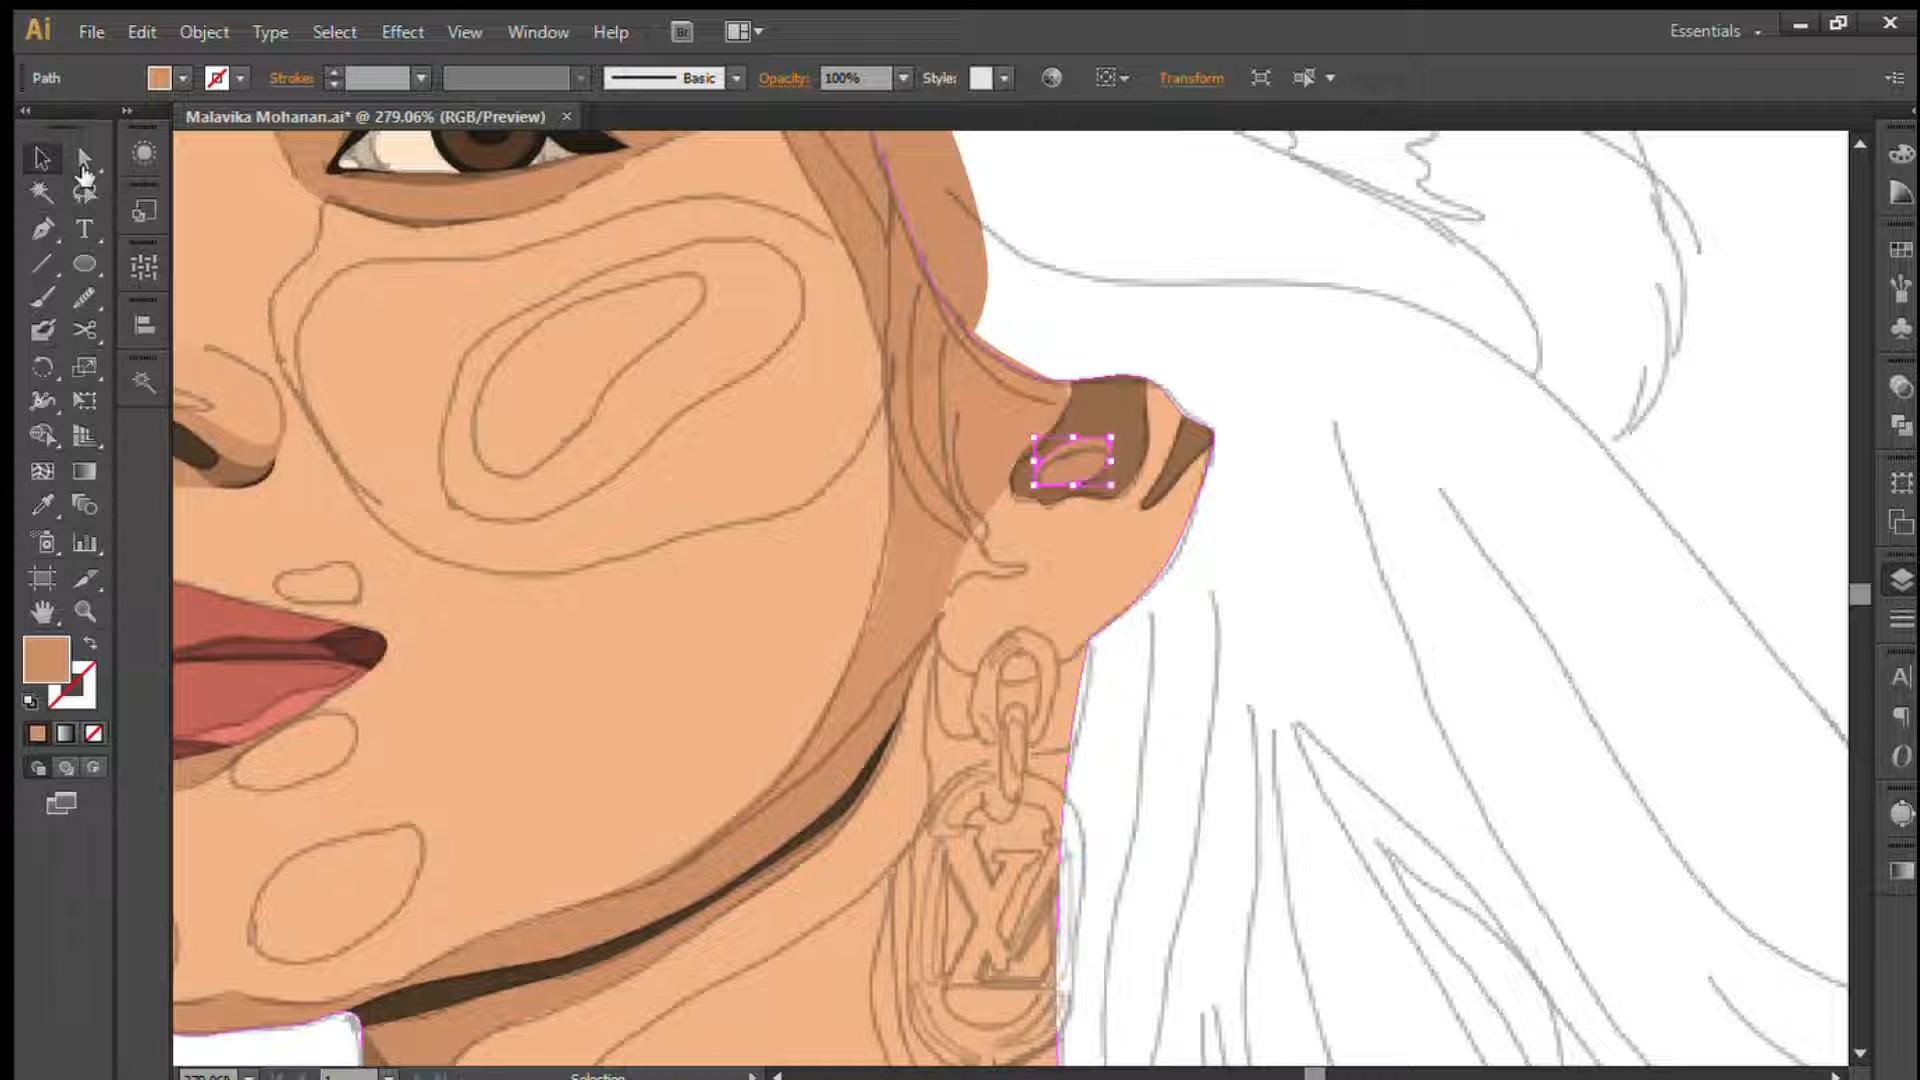 Ai File Edit Object Type Select Effect View Window Help Br Essentials
Path Stroke: Basic Opacity: 100% Style: Transform
Malavika Mohanan.ai* @ 279.06% (RGB/Preview) ×
Selection